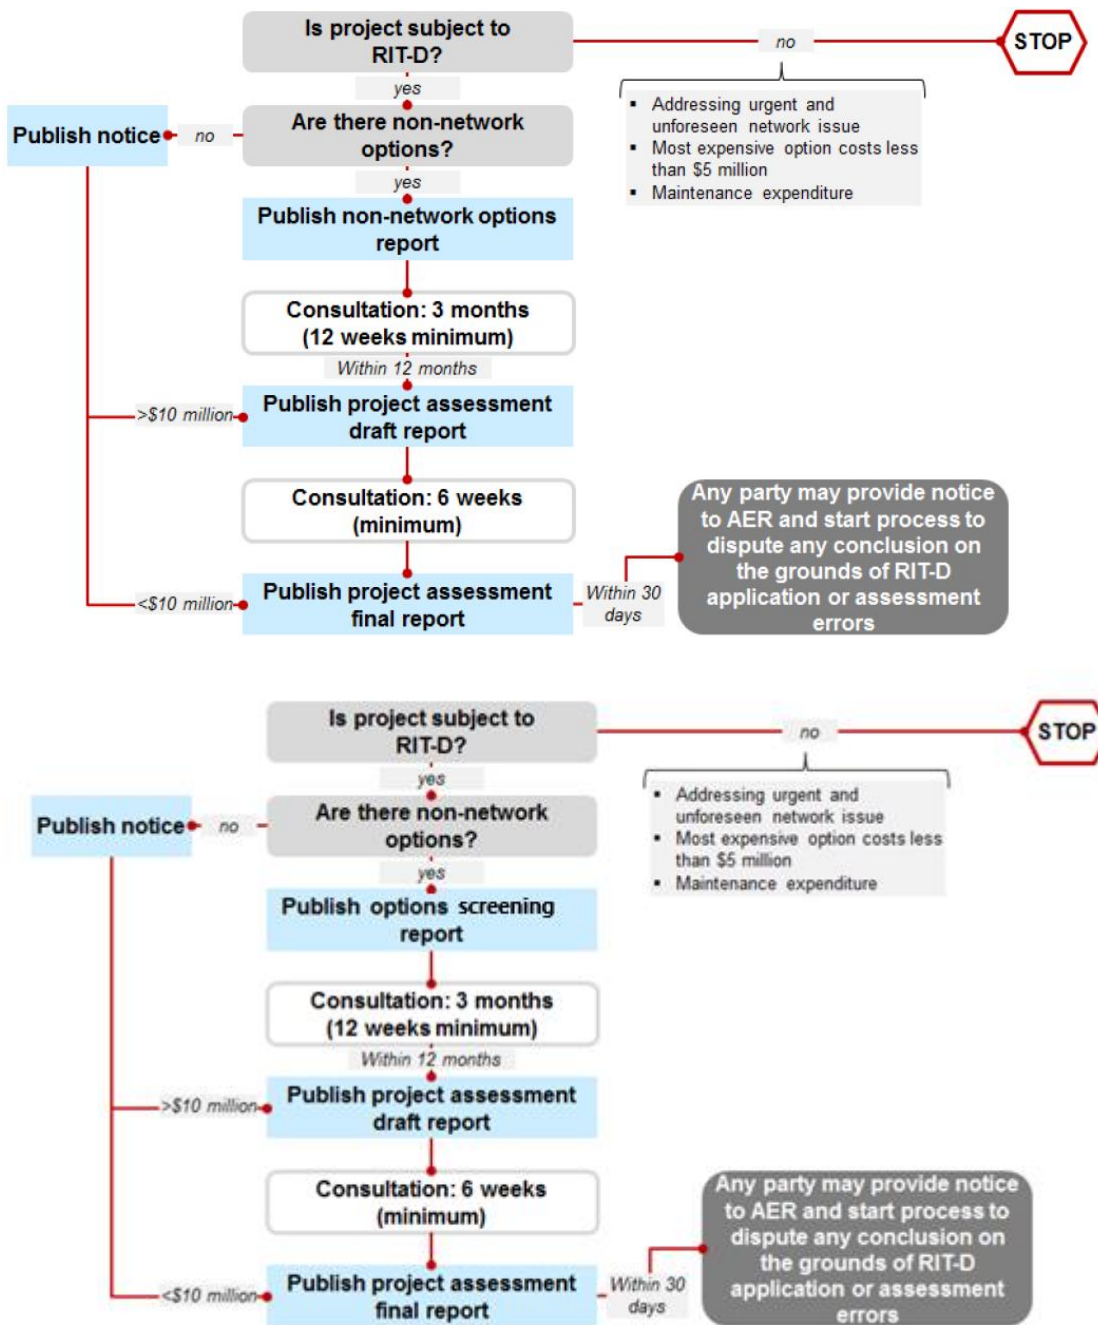 Is project subject to
RIT-D?
no
STOP
yes
▪ Addressing urgent and
unforeseen network issue
▪ Most expensive option costs less
than $5 million
▪ Maintenance expenditure
Publish notice
no
Are there non-network
options?
yes
Publish non-network options
report
Consultation: 3 months
(12 weeks minimum)
Within 12 months
>$10 million
Publish project assessment
draft report
Consultation: 6 weeks
(minimum)
<$10 million
Publish project assessment
final report
Within 30
days
Any party may provide notice
to AER and start process to
dispute any conclusion on
the grounds of RIT-D
application or assessment
errors
Is project subject to
RIT-D?
no
STOP
yes
▪ Addressing urgent and
unforeseen network issue
▪ Most expensive option costs less
than $5 million
▪ Maintenance expenditure
Publish notice
no
Are there non-network
options?
yes
Publish options screening
report
Consultation: 3 months
(12 weeks minimum)
Within 12 months
>$10 million
Publish project assessment
draft report
Consultation: 6 weeks
(minimum)
<$10 million
Publish project assessment
final report
Within 30
days
Any party may provide notice
to AER and start process to
dispute any conclusion on
the grounds of RIT-D
application or assessment
errors